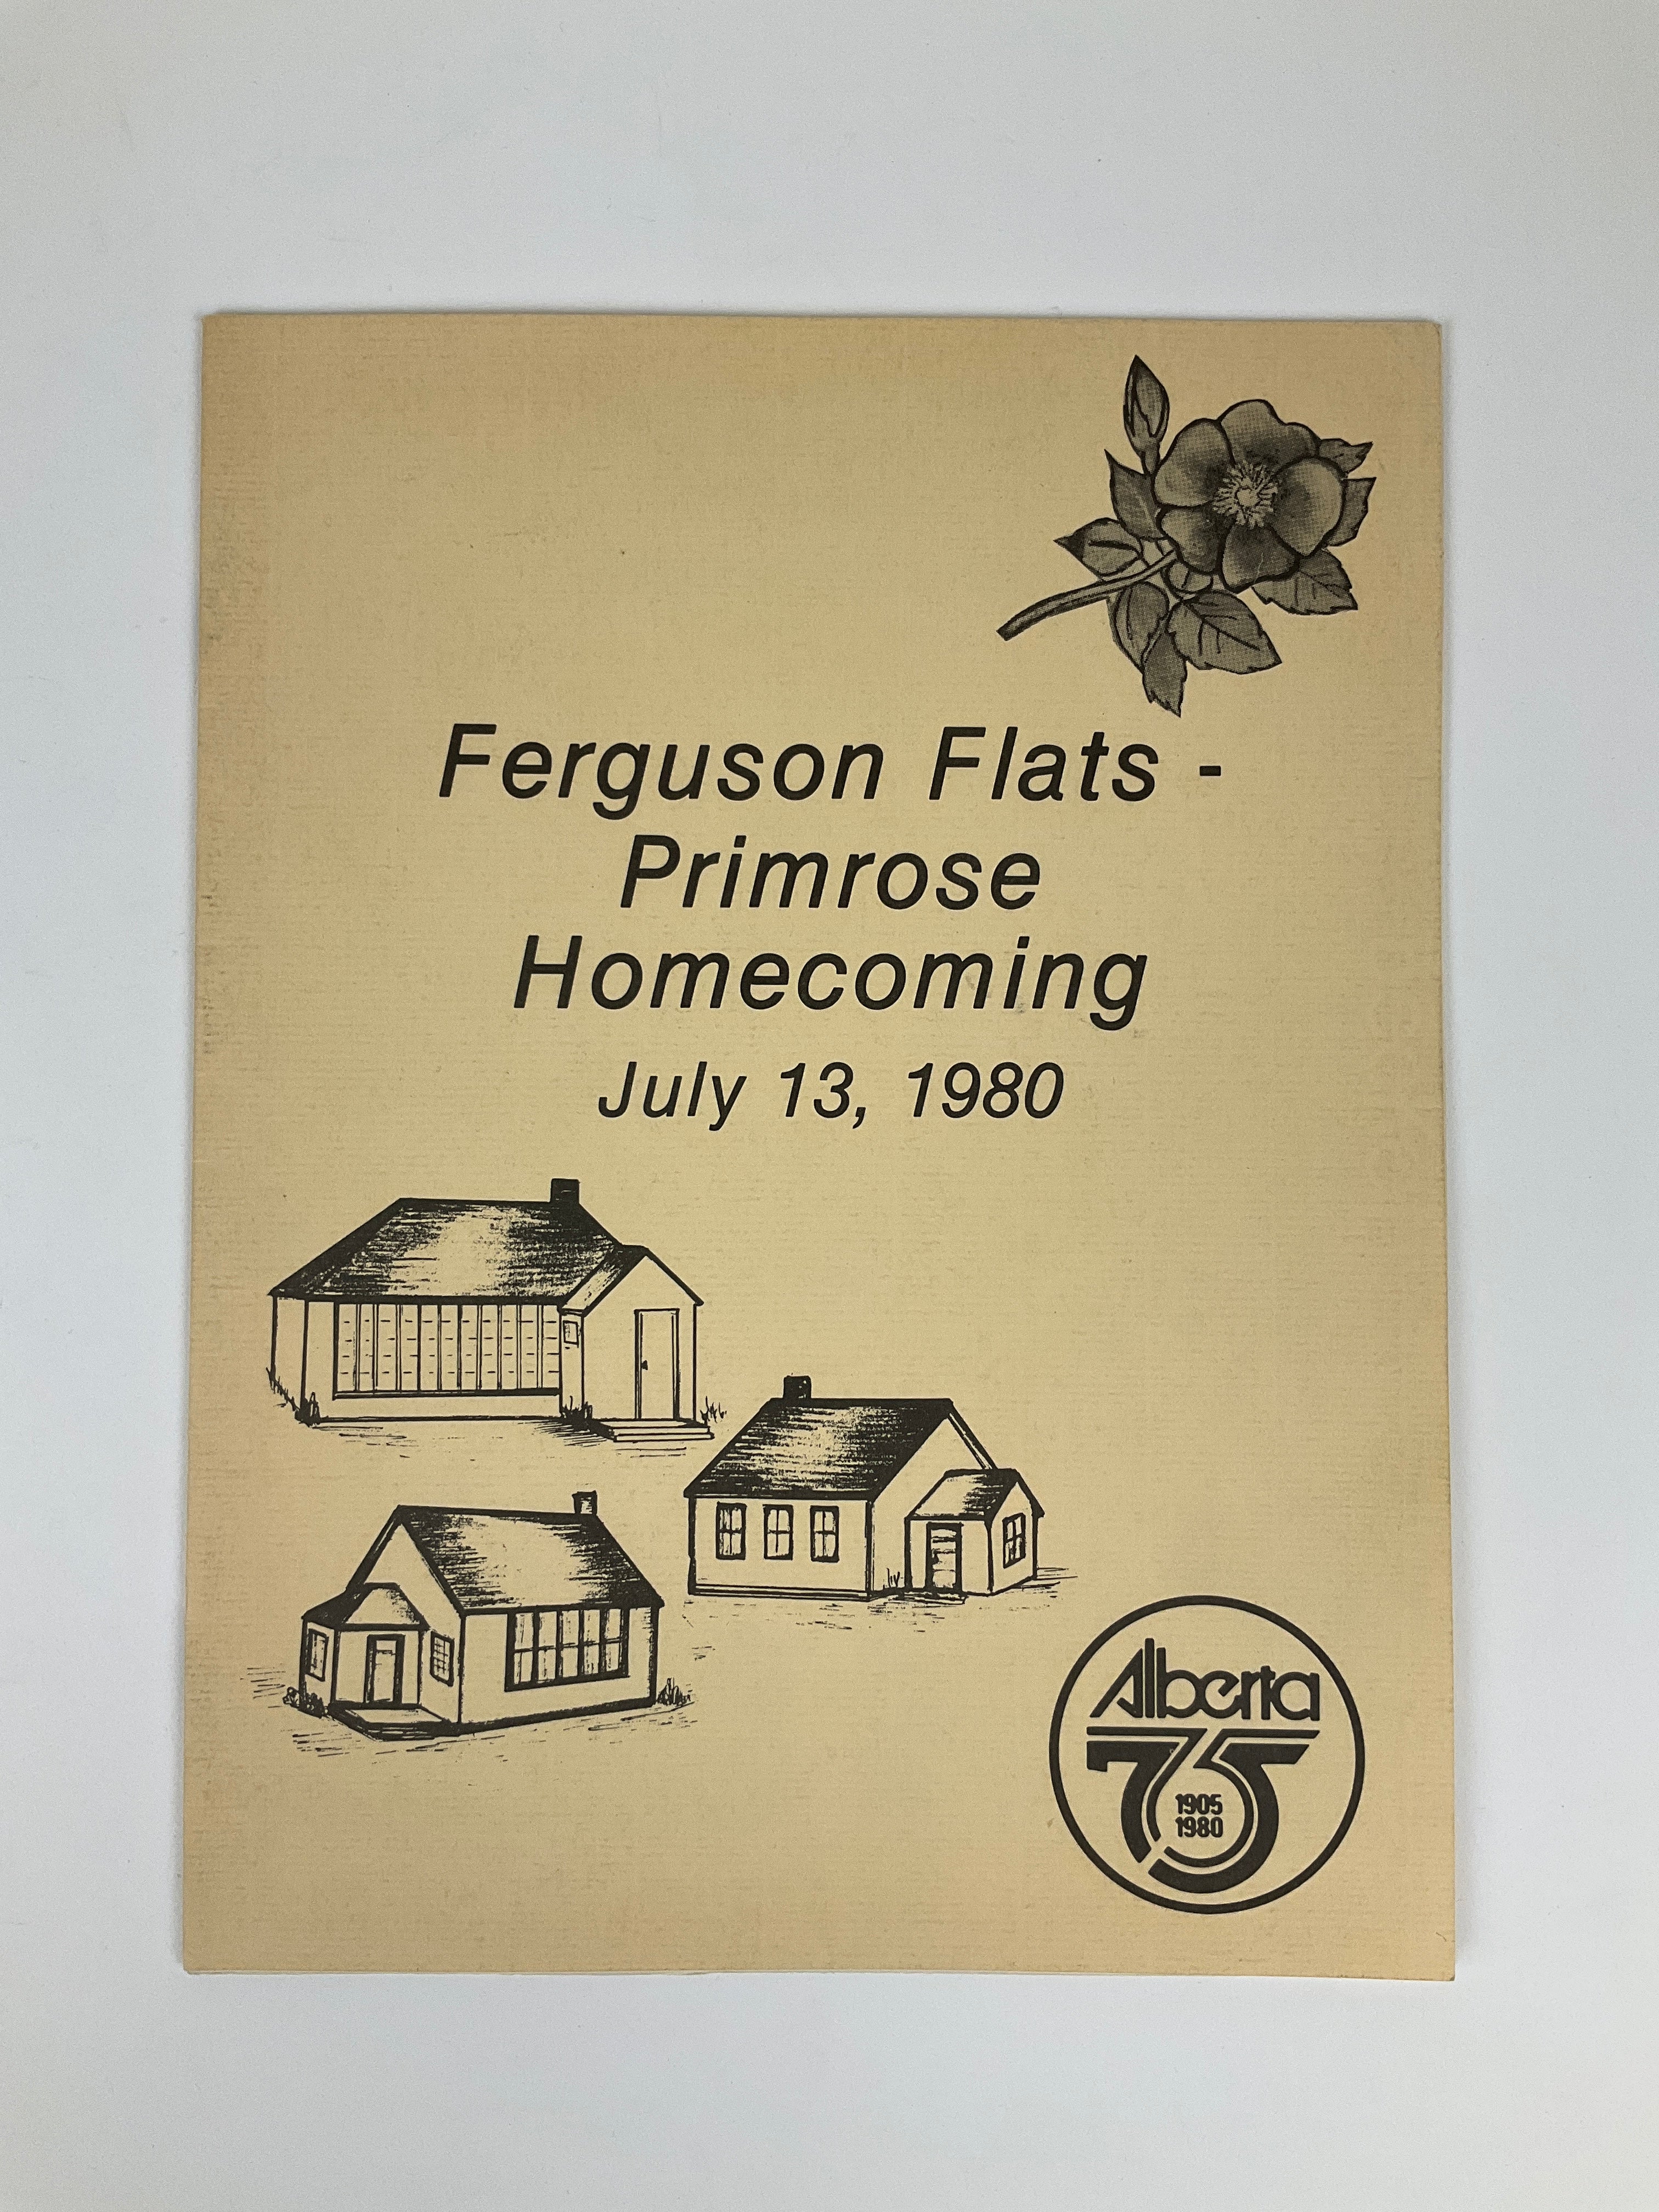 Ferguson Flats -
Primrose
Homecoming
July 13, 1980
Alberta
75
1905
1980